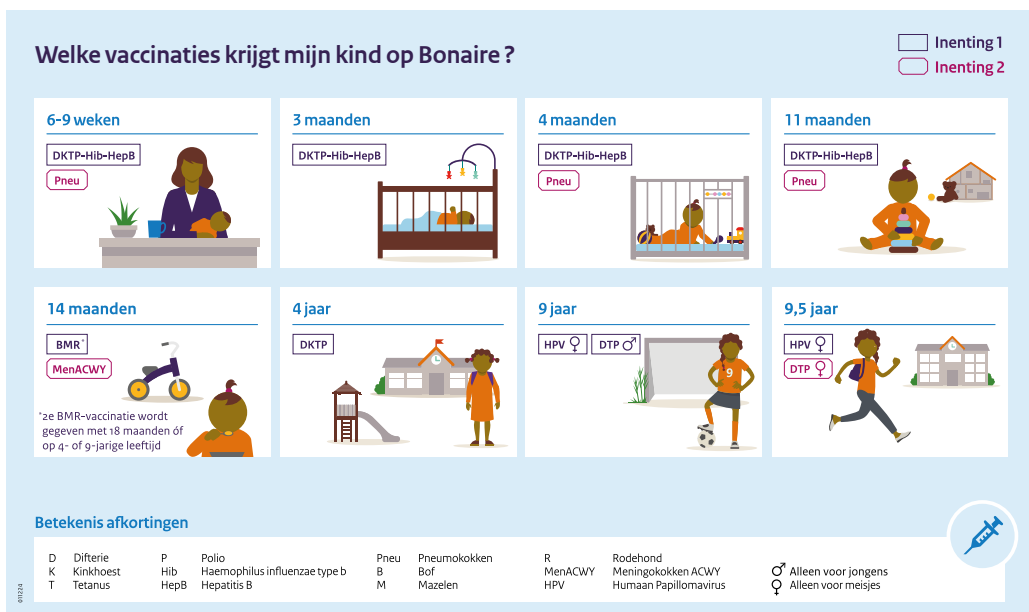 Welke vaccinaties krijgt mijn kind op Bonaire ?
Inenting 1
Inenting 2
6-9 weken
DKTP-Hib-HepB
Pneu
3 maanden
DKTP-Hib-HepB
4 maanden
DKTP-Hib-HepB
Pneu
11 maanden
DKTP-Hib-HepB
Pneu
14 maanden
BMR*
MenACWY
*2e BMR-vaccinatie wordt
gegeven met 18 maanden óf
op 4- of 9-jarige leeftijd
4 jaar
DKTP
9 jaar
HPV ♀ DTP ♂
9
9,5 jaar
HPV ♀
DTP ♀
Betekenis afkortingen
D Difterie
K Kinkhoest
T Tetanus
P Polio
Hib Haemophilus influenzae type b
HepB Hepatitis B
Pneu Pneumokokken
B Bof
M Mazelen
R Rodehond
MenACWY Meningokokken ACWY
HPV Humaan Papillomavirus
♂ Alleen voor jongens
♀ Alleen voor meisjes
011224